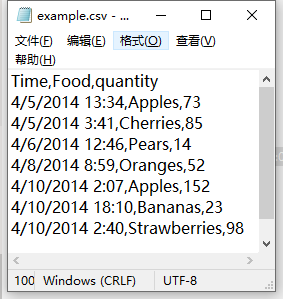 example.csv - ...
文件(F) 编辑(E) 格式(O) 查看(V)
帮助(H)
Time,Food,quantity
4/5/2014 13:34,Apples,73
4/5/2014 3:41,Cherries,85
4/6/2014 12:46,Pears,14
4/8/2014 8:59,Oranges,52
4/10/2014 2:07,Apples,152
4/10/2014 18:10,Bananas,23
4/10/2014 2:40,Strawberries,98
100 Windows (CRLF) UTF-8